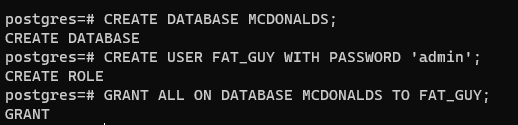 postgres=# CREATE DATABASE MCDONALDS;
CREATE DATABASE
postgres=# CREATE USER FAT_GUY WITH PASSWORD 'admin';
CREATE ROLE
postgres=# GRANT ALL ON DATABASE MCDONALDS TO FAT_GUY;
GRANT